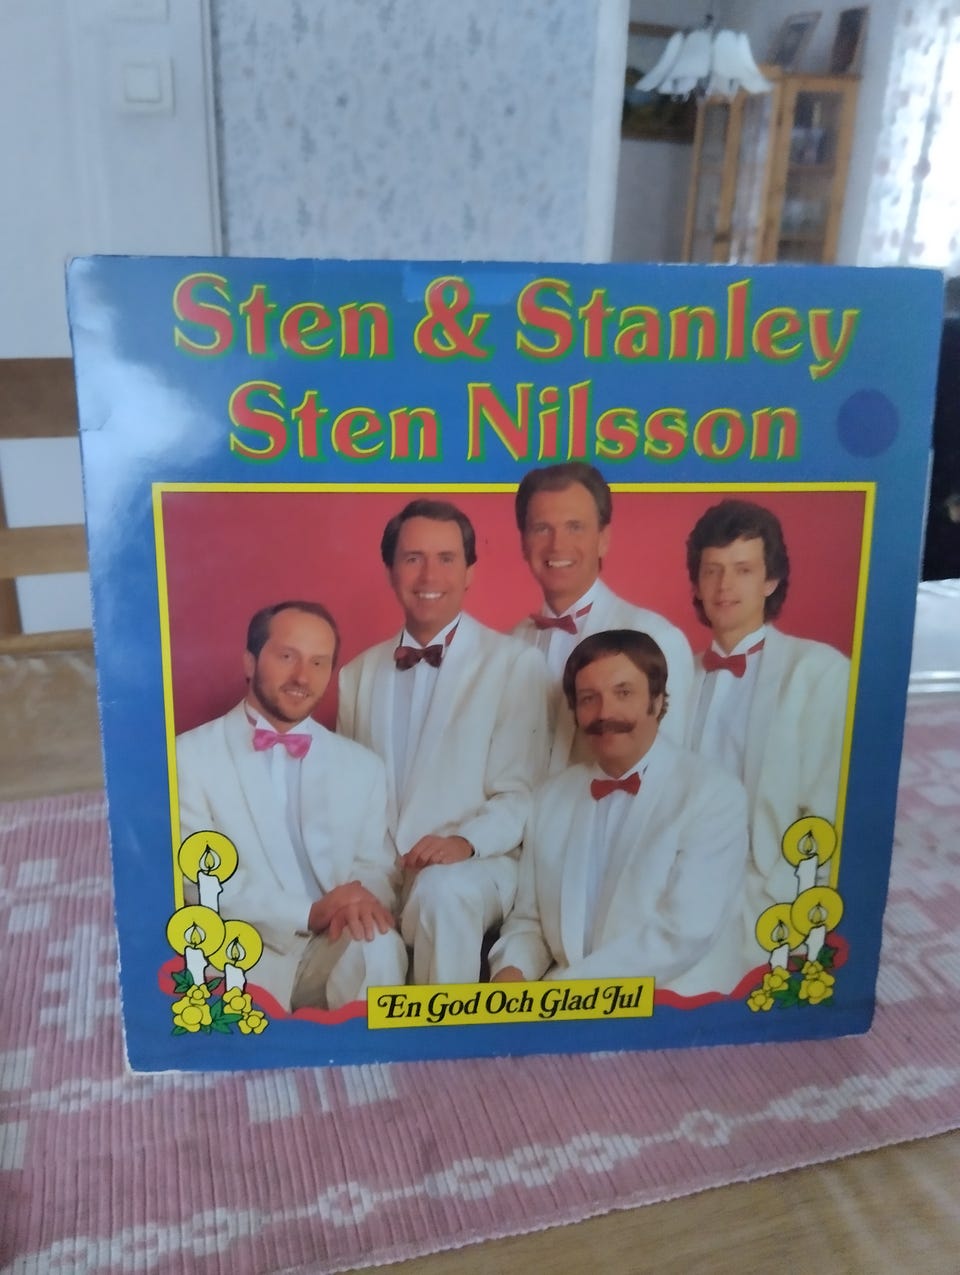 Sten & Stanley
Sten Nilsson
En God Och Glad Jul